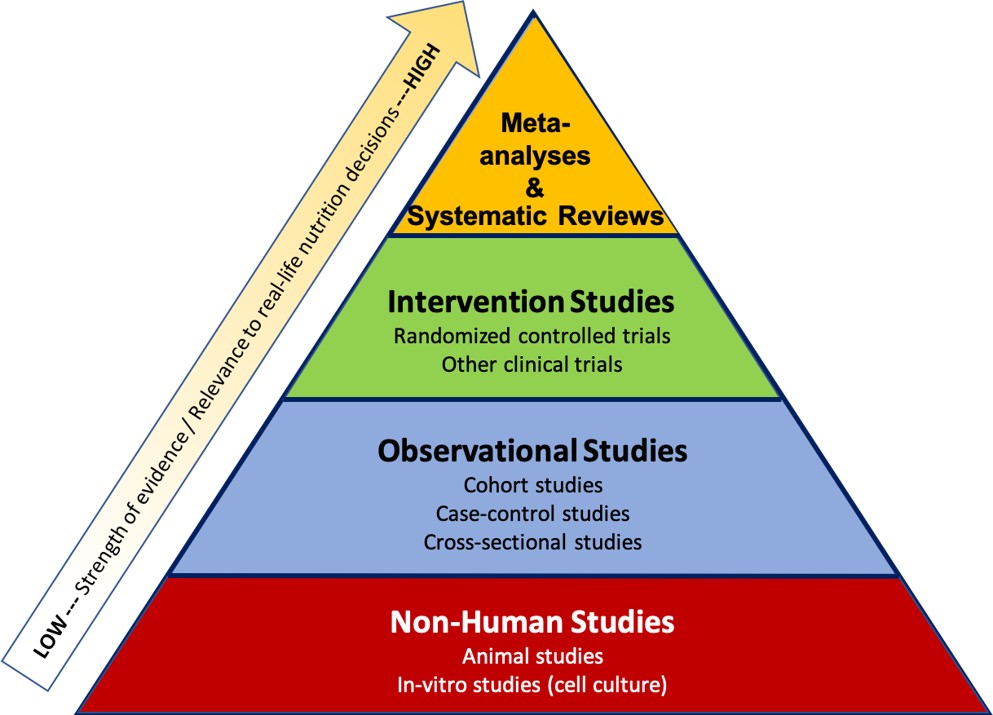 LOW --- Strength of evidence / Relevance to real-life nutrition decisions ---HIGH
Meta-
analyses
&
Systematic Reviews
Intervention Studies
Randomized controlled trials
Other clinical trials
Observational Studies
Cohort studies
Case-control studies
Cross-sectional studies
Non-Human Studies
Animal studies
In-vitro studies (cell culture)